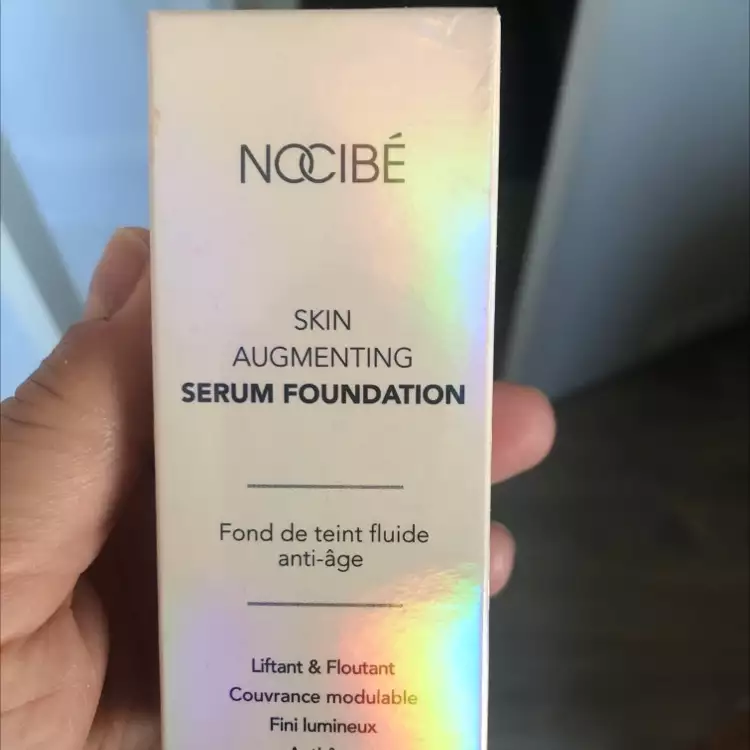 NOCIBÉ
SKIN
AUGMENTING
SERUM FOUNDATION
Fond de teint fluide
anti-âge
Liftant & Floutant
Couvrance modulable
Fini lumineux